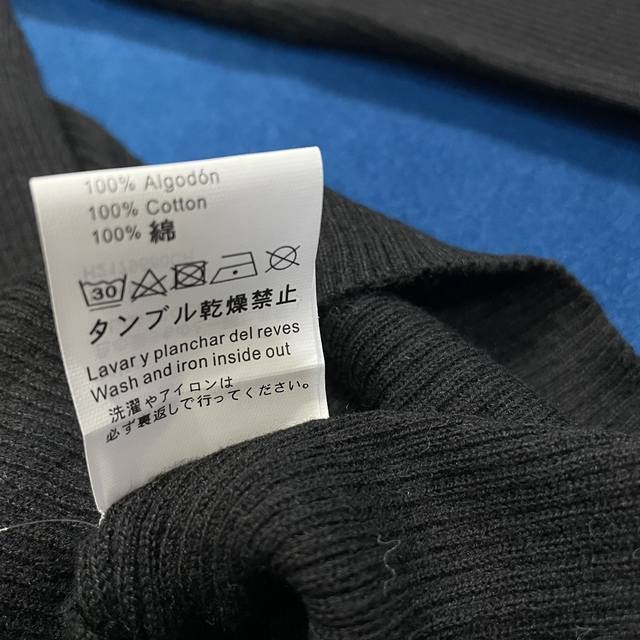 100% Algodón
100% Cotton
100% 綿
30
タンブル乾燥禁止
Lavar y planchar del reves
Wash and iron inside out
洗濯やアイロンは
必ず裏返しで行ってください。